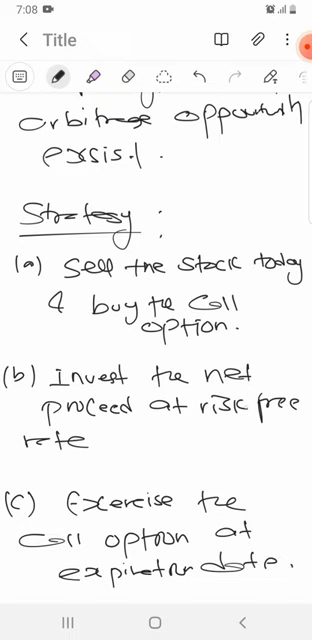 7:08
Title
arbitrage opportunity
exsist.
Strategy :
(a) Sell the stock today
& buy the call
option.
(b) Invest the net
proceed at risk free
rate
(c) Exercise the
call option at
expiration date.